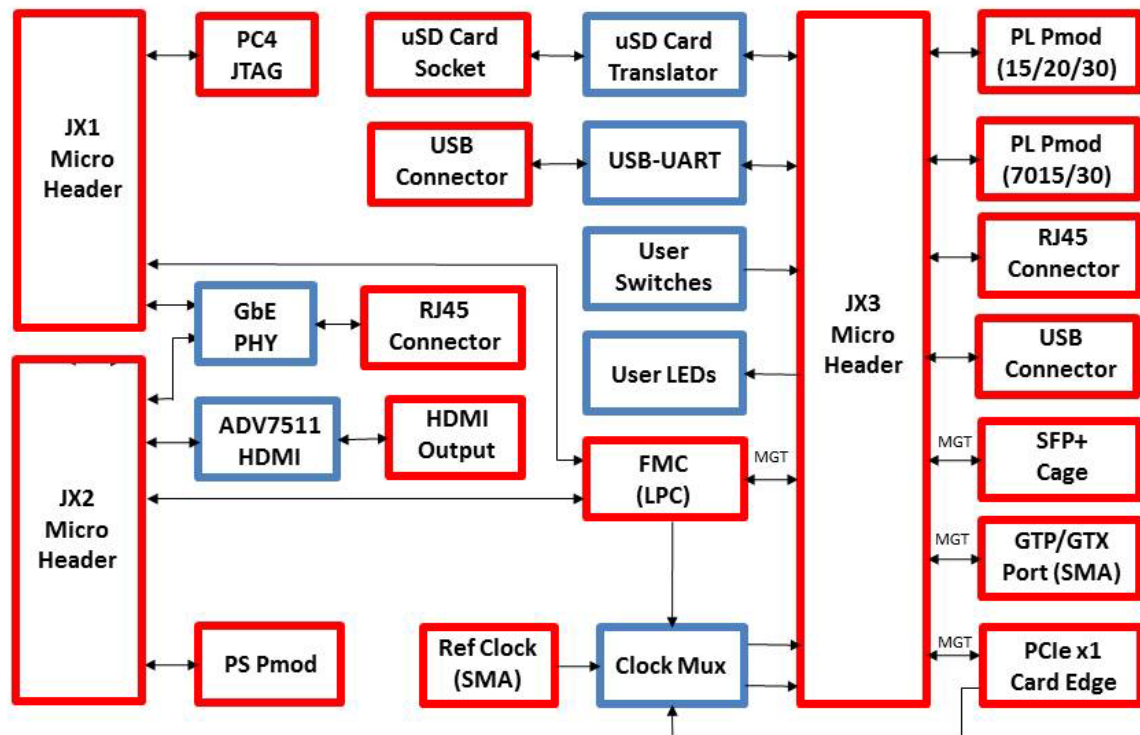 JX1
Micro
Header
PC4
JTAG
uSD Card
Socket
uSD Card
Translator
PL Pmod
(15/20/30)
USB
Connector
USB-UART
PL Pmod
(7015/30)
User
Switches
JX3
Micro
Header
RJ45
Connector
GbE
PHY
RJ45
Connector
User LEDs
USB
Connector
JX2
Micro
Header
ADV7511
HDMI
HDMI
Output
FMC
(LPC)
MGT
MGT
SFP+
Cage
MGT
GTP/GTX
Port (SMA)
PS Pmod
Ref Clock
(SMA)
Clock Mux
MGT
PCIe x1
Card Edge